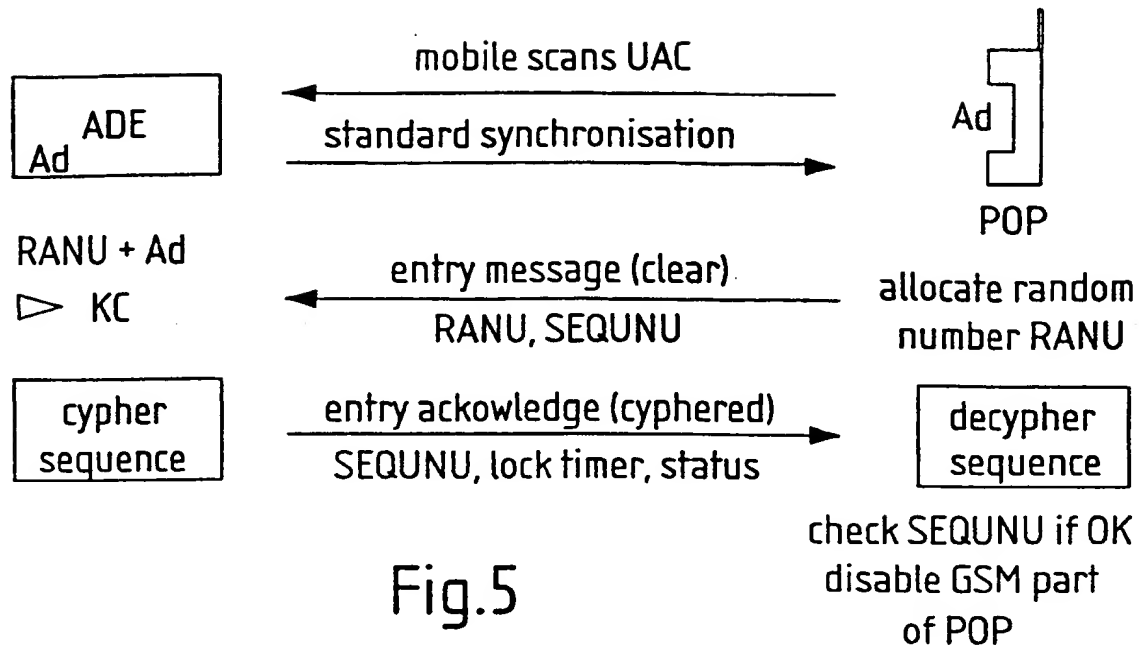 mobile scans UAC
ADE
Ad
standard synchronisation
Ad
POP
RANU + Ad
▷ KC
entry message (clear)
RANU, SEQUNU
allocate random
number RANU
cypher
sequence
entry ackowledge (cyphered)
SEQUNU, lock timer, status
decypher
sequence
check SEQUNU if OK
disable GSM part
of POP
Fig.5